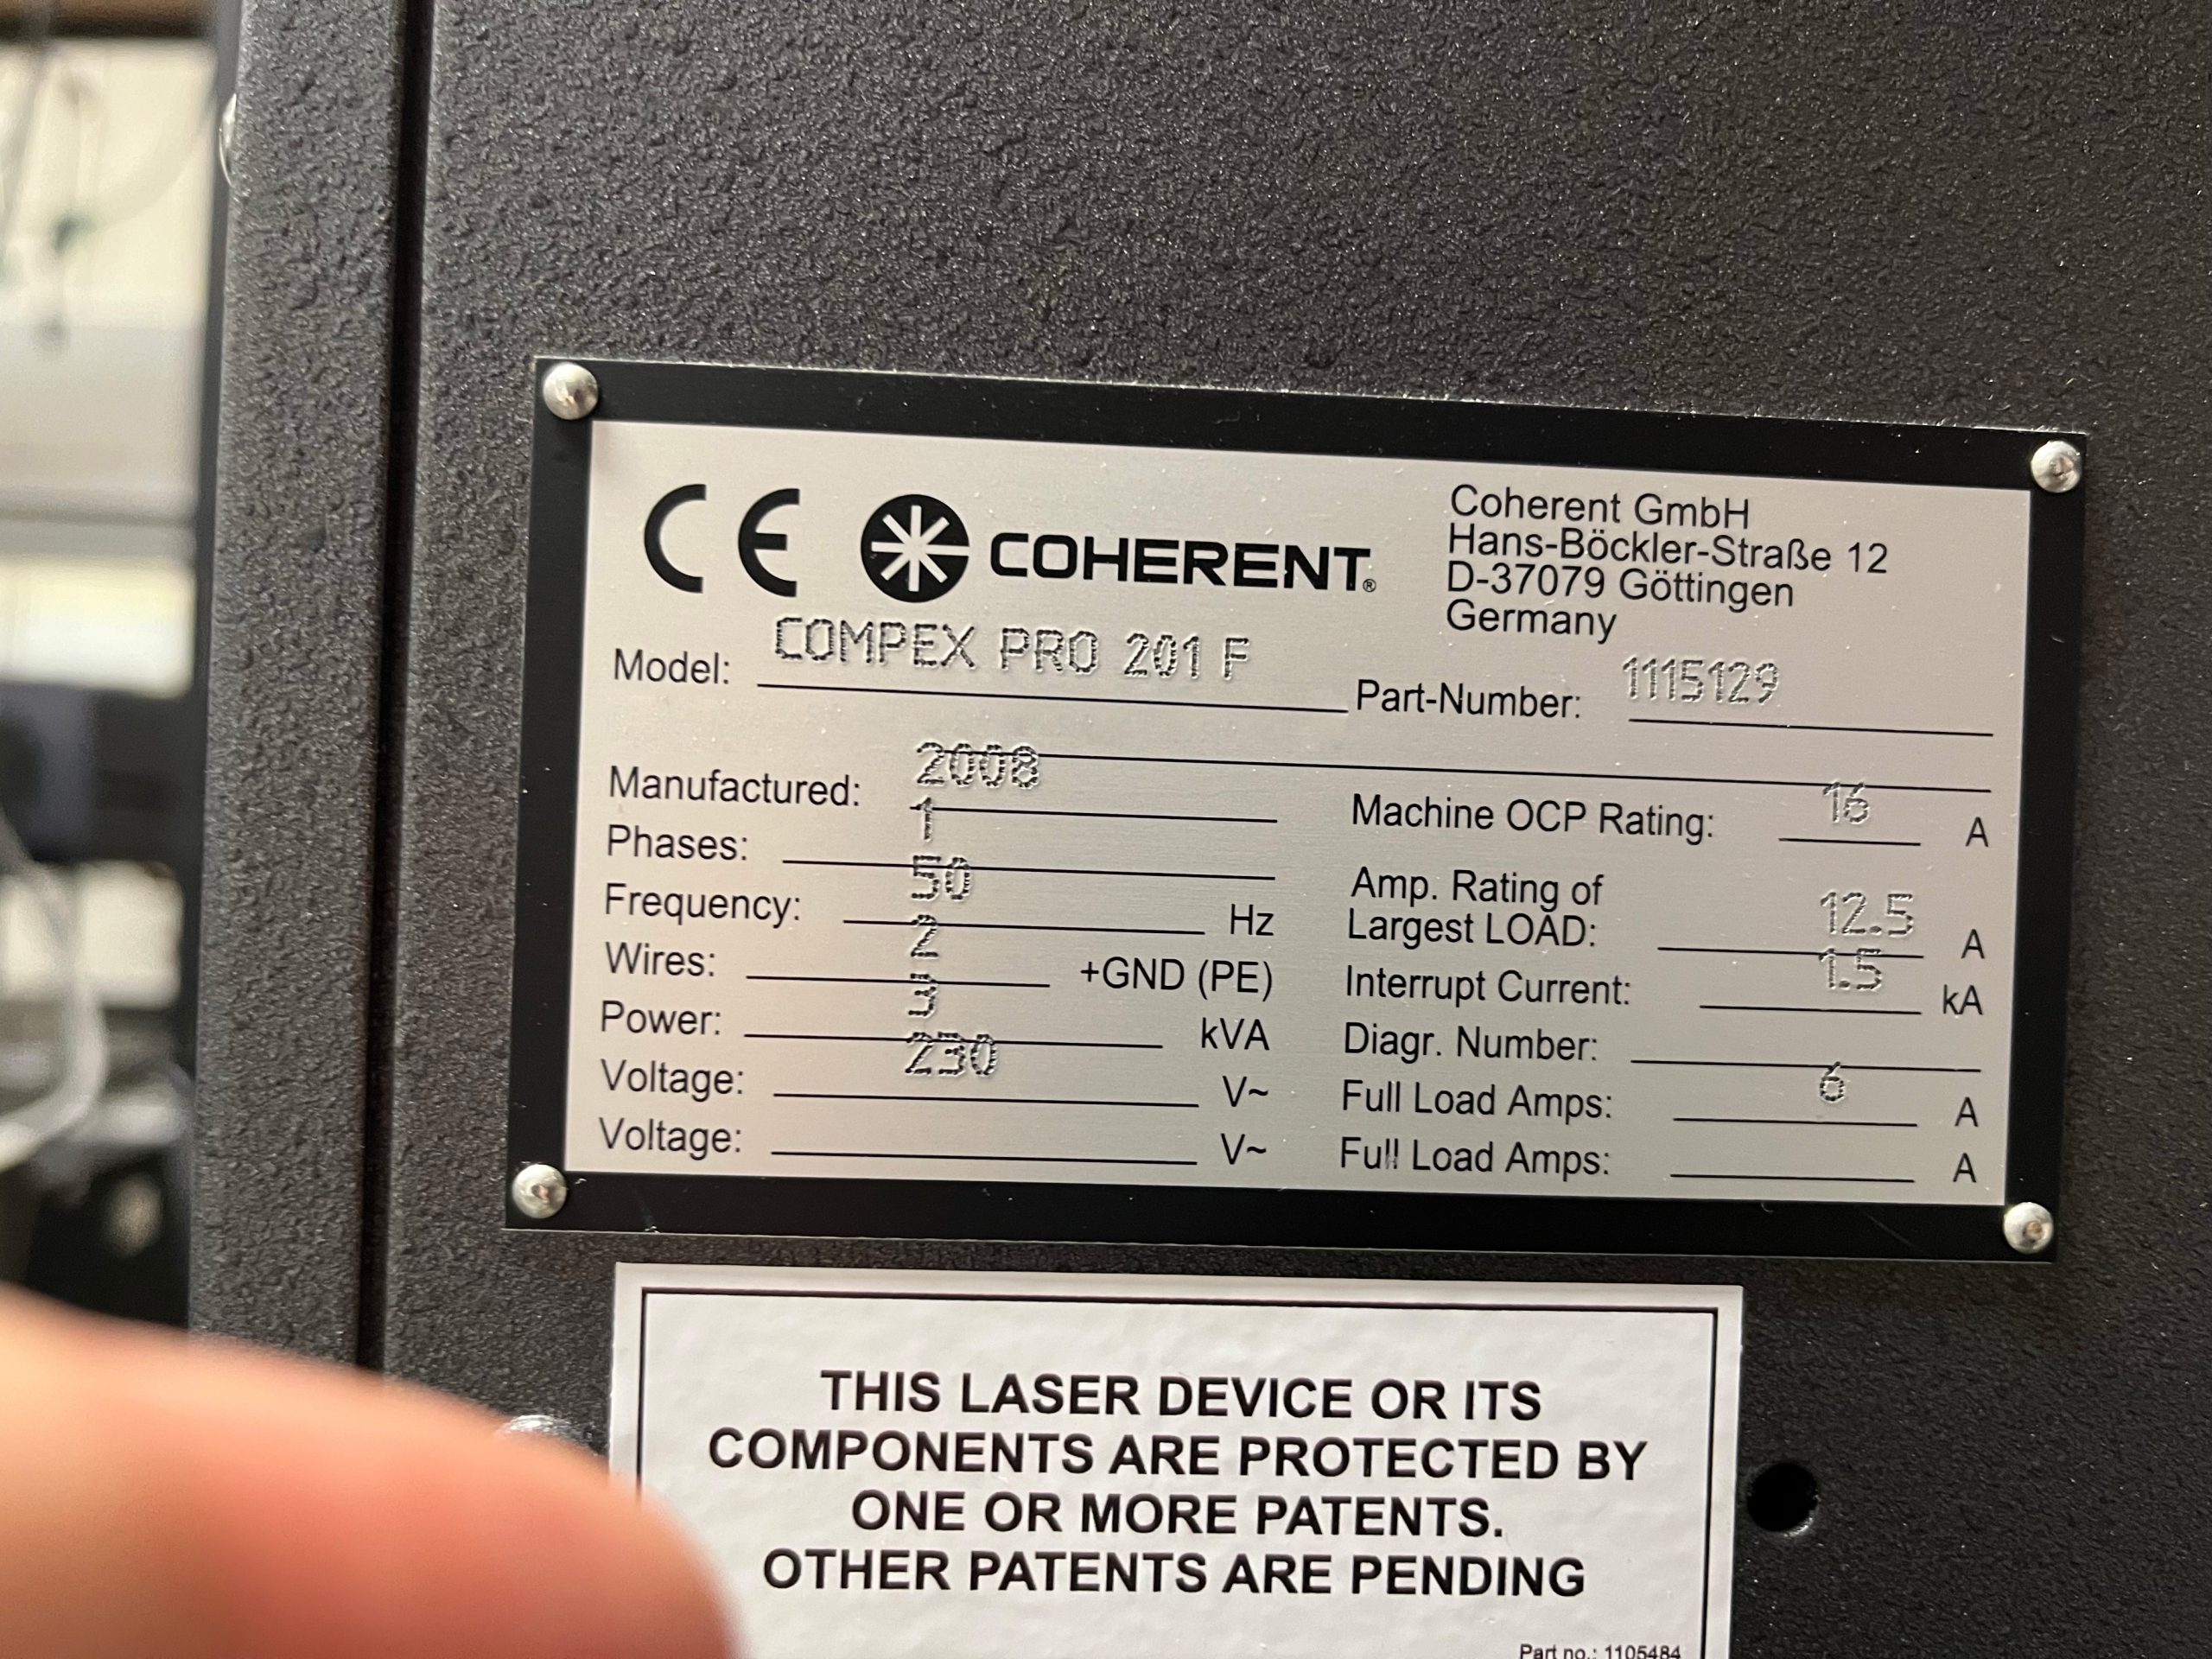 CE COHERENT®
Coherent GmbH
Hans-Böckler-Straße 12
D-37079 Göttingen
Germany
Model: COMPEX PRO 201 F Part-Number: 1115129
Manufactured: 2008 Machine OCP Rating: 16 A
Phases: 1
Frequency: 50 Hz Amp. Rating of
Largest LOAD: 12.5 A
Wires: 2 +GND (PE) Interrupt Current: 1.5 kA
Power: 3 kVA Diagr. Number:
Voltage: 230 V~ Full Load Amps: 6 A
Voltage: V~ Full Load Amps: A
THIS LASER DEVICE OR ITS
COMPONENTS ARE PROTECTED BY
ONE OR MORE PATENTS.
OTHER PATENTS ARE PENDING
Part no.: 1105484